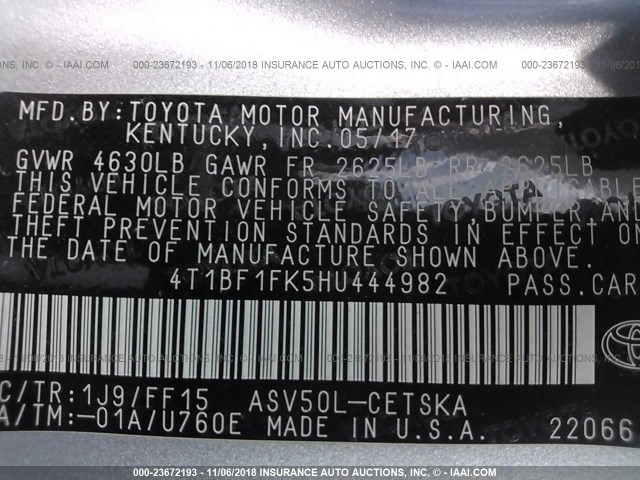 000-23672193 - 11/06/2018 INSURANCE AUTO AUCTIONS, INC. - IAAI.COM
MFD.BY:TOYOTA MOTOR MANUFACTURING,
KENTUCKY, INC. 05/17
GVWR 4630LB GAWR FR 2625LB RR 2625LB
THIS VEHICLE CONFORMS TO ALL
FEDERAL MOTOR VEHICLE SAFETY, BUMPER AND
THEFT PREVENTION STANDARDS IN EFFECT ON
THE DATE OF MANUFACTURE SHOWN ABOVE.
4T1BF1FK5HU444982 PASS.CAR
C/TR:1J9/FF15 ASV50L-CETSKA
A/TM:-01A/U760E MADE IN U.S.A. 22066
000-23672193 - 11/06/2018 INSURANCE AUTO AUCTIONS, INC. - IAAI.COM